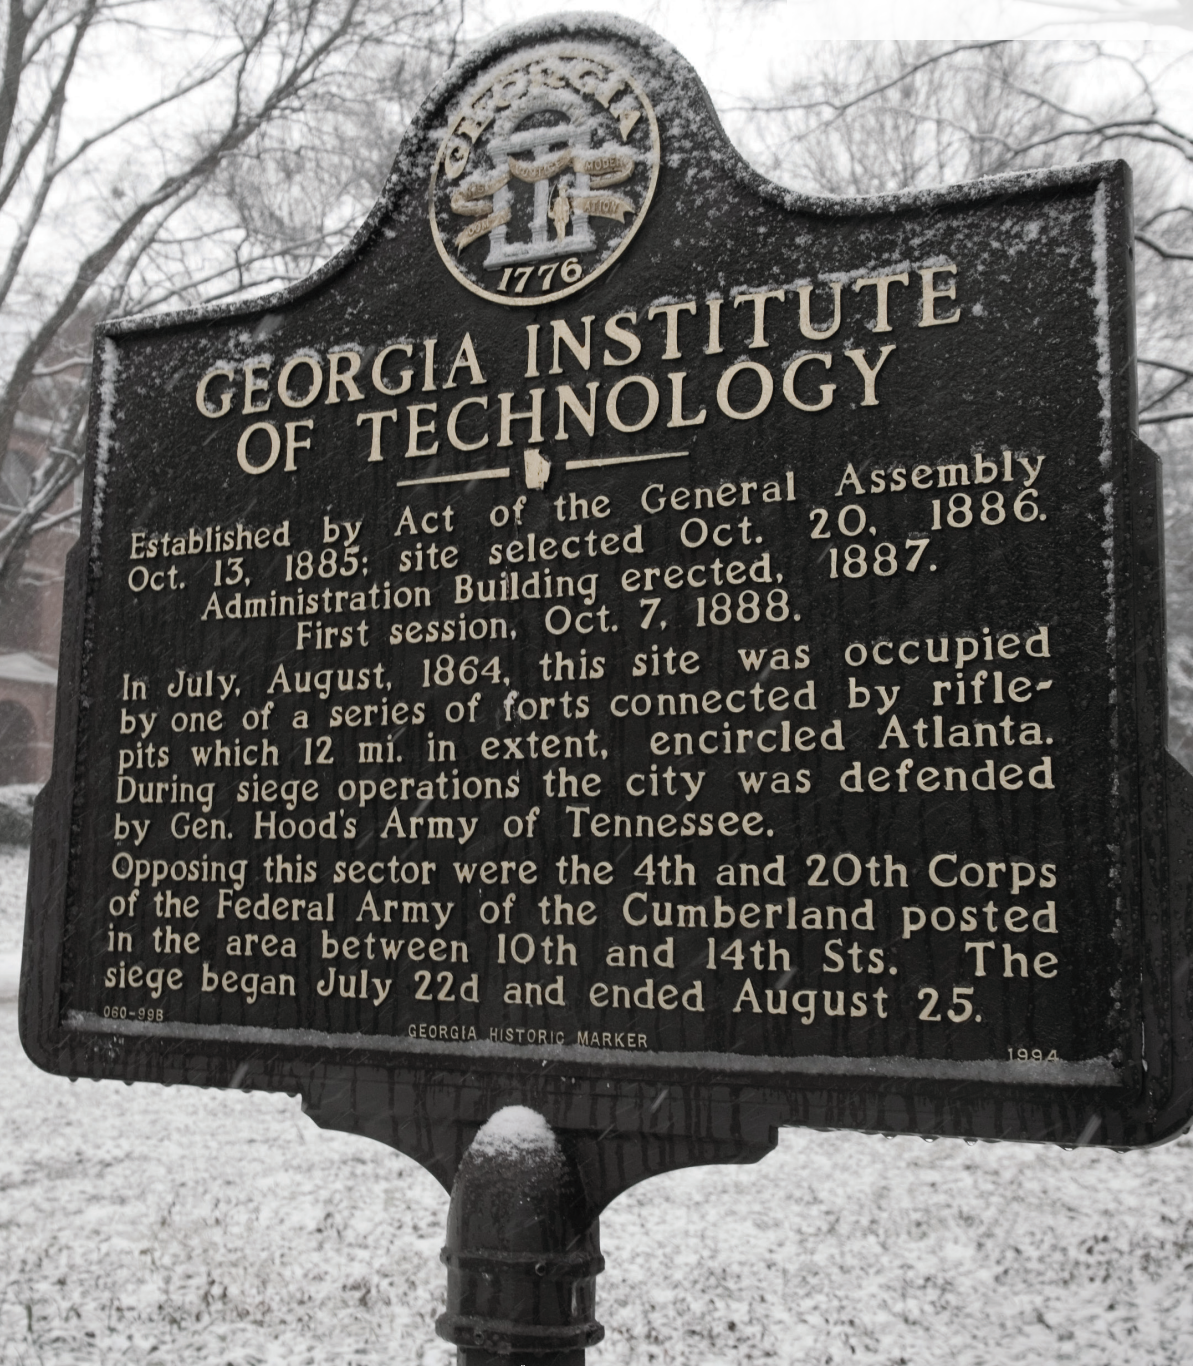 GEORGIA
MODE
ATION
1776
GEORGIA INSTITUTE
OF TECHNOLOGY
Established by Act of the General Assembly
Oct. 13, 1885; site selected Oct. 20, 1886.
Administration Building erected, 1887.
First session, Oct. 7, 1888.
In July, August, 1864, this site was occupied
by one of a series of forts connected by rifle-
pits which 12 mi. in extent, encircled Atlanta.
During siege operations the city was defended
by Gen. Hood's Army of Tennessee.
Opposing this sector were the 4th and 20th Corps
of the Federal Army of the Cumberland posted
in the area between 10th and 14th Sts. The
siege began July 22d and ended August 25.
060-99B GEORGIA HISTORIC MARKER 1994